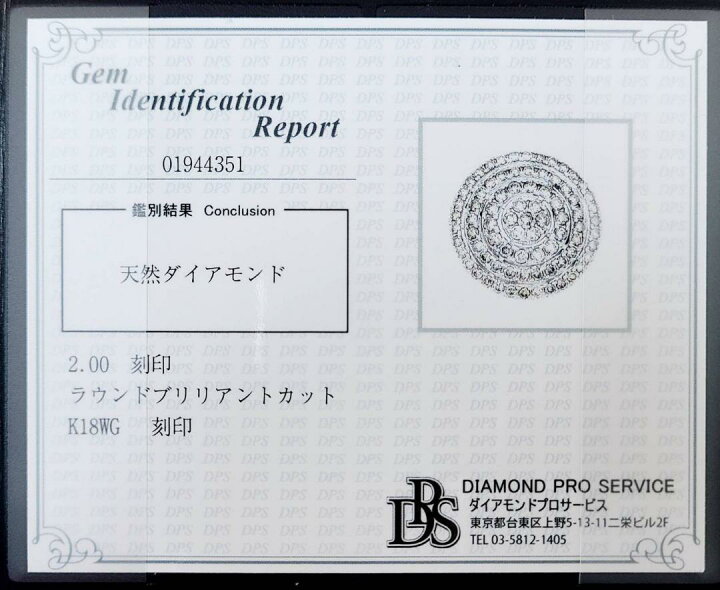 Gem
Identification
Report
01944351
鑑別結果 Conclusion
天然ダイアモンド
2.00 刻印
ラウンドブリリアントカット
K18WG 刻印
DPS
DIAMOND PRO SERVICE
ダイアモンドプロサービス
東京都台東区上野5-13-11二栄ビル2F
TEL 03-5812-1405